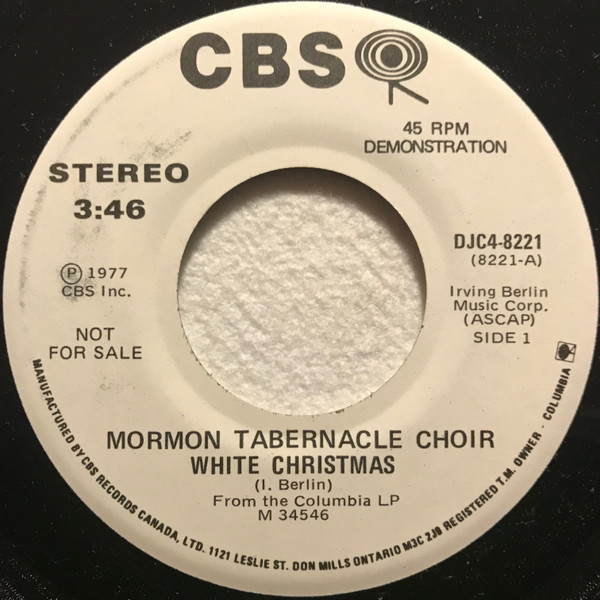 CBS
45 RPM
DEMONSTRATION
STEREO
3:46
DJC4-8221
(8221-A)
Ⓟ 1977
CBS Inc.
Irving Berlin
Music Corp.
(ASCAP)
SIDE 1
NOT
FOR SALE
MORMON TABERNACLE CHOIR
WHITE CHRISTMAS
(I. Berlin)
From the Columbia LP
M 34546
MANUFACTURED BY CBS RECORDS CANADA, LTD. 1121 LESLIE ST. DON MILLS ONTARIO M3C 2J9 REGISTERED T.M. OWNER · COLUMBIA